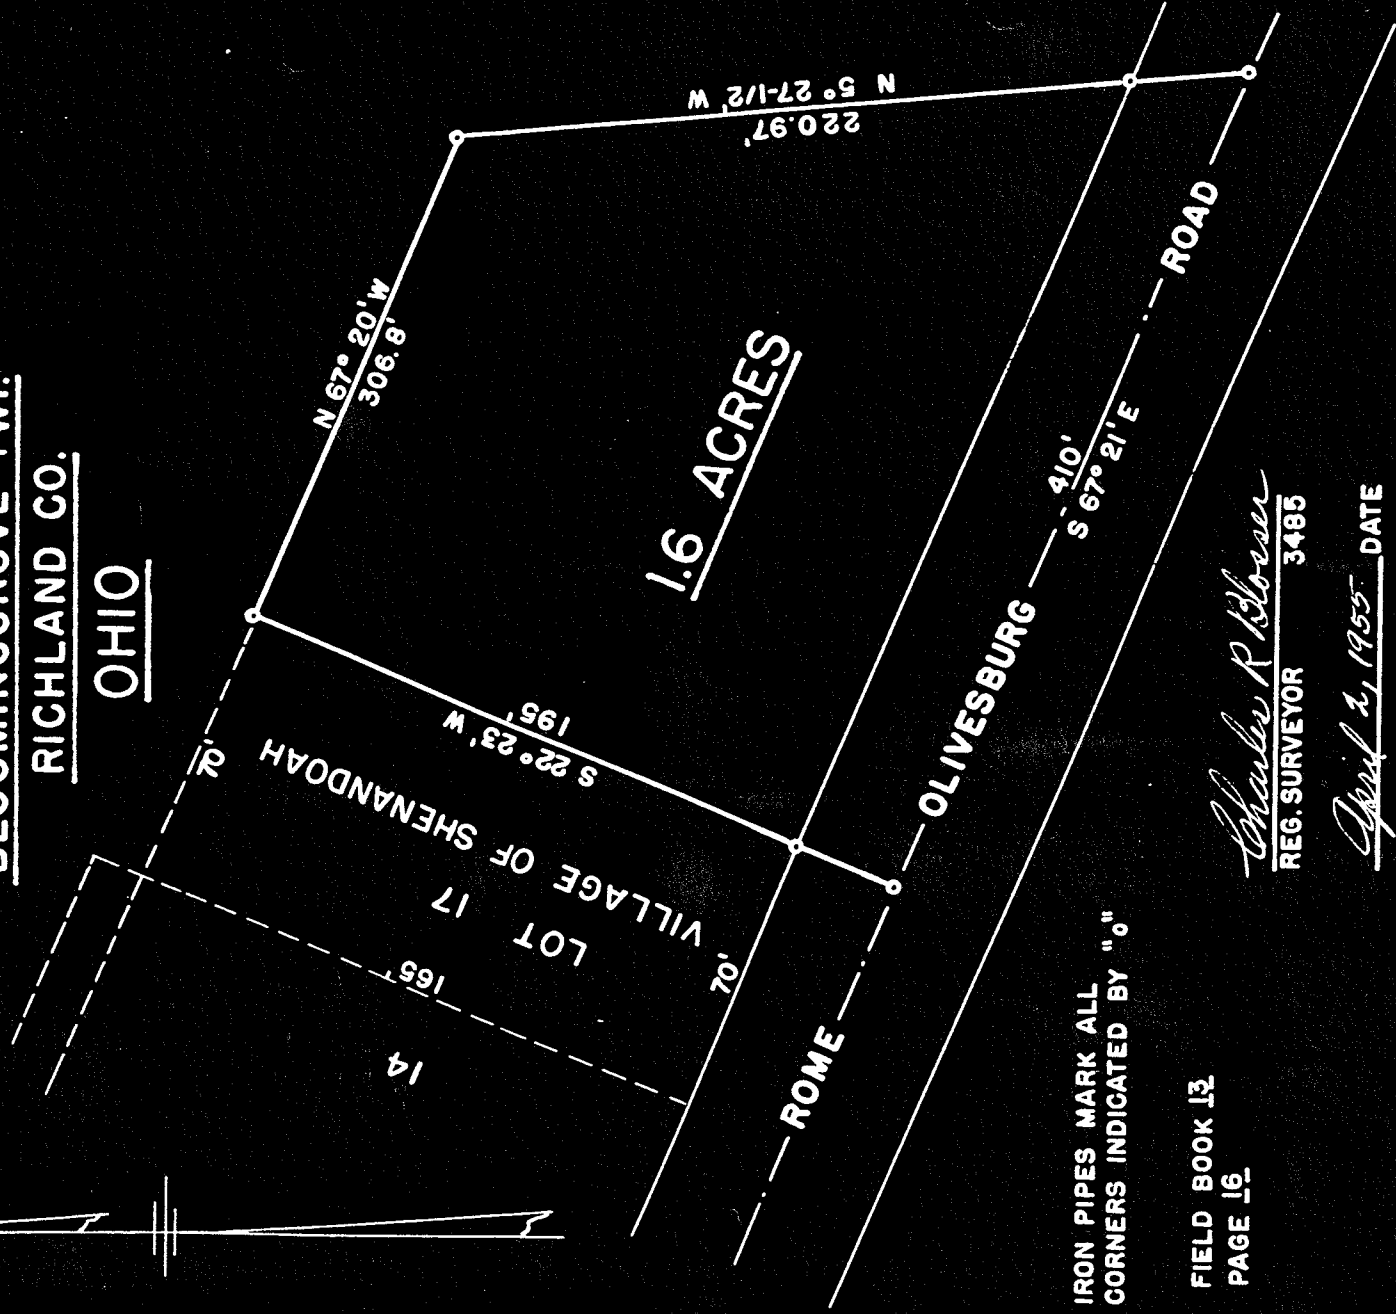 BLOOMINGGROVE TWP.
RICHLAND CO.
OHIO
N 67° 20' W
306.8'
N 5° 27-1/2' W
220.97'
S 22° 23' W
195'
1.6 ACRES
70'
VILLAGE OF SHENANDOAH
LOT 17
165'
14
70'
ROME OLIVESBURG ROAD
410'
S 67° 21' E
IRON PIPES MARK ALL
CORNERS INDICATED BY "o"
FIELD BOOK 13
PAGE 16
Charles R Blosser
REG. SURVEYOR 3485
April 2, 1955 DATE